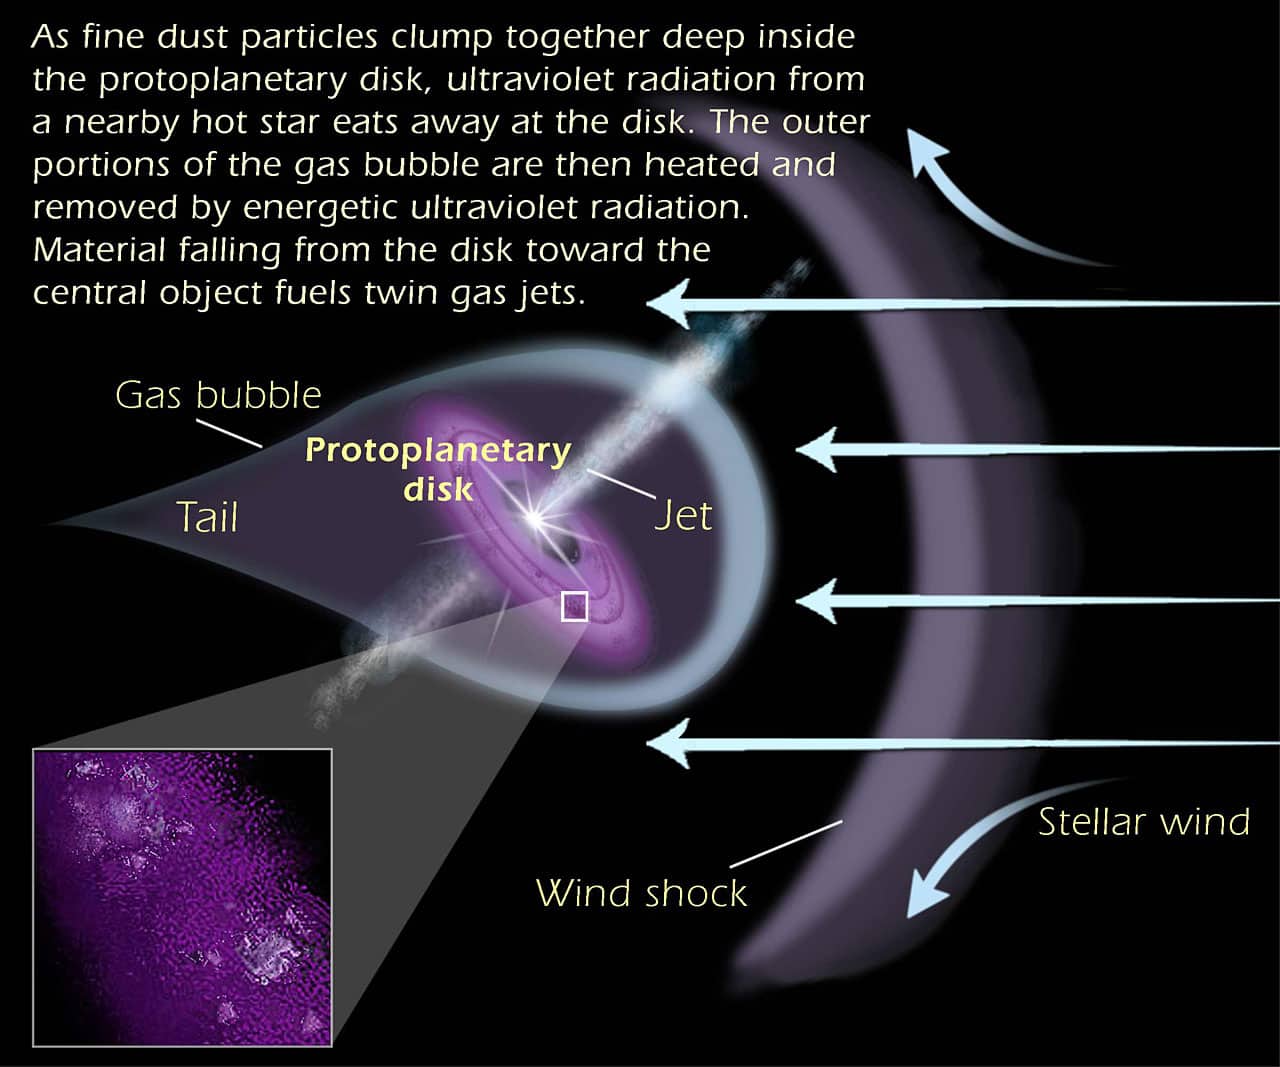 As fine dust particles clump together deep inside
the protoplanetary disk, ultraviolet radiation from
a nearby hot star eats away at the disk. The outer
portions of the gas bubble are then heated and
removed by energetic ultraviolet radiation.
Material falling from the disk toward the
central object fuels twin gas jets.
Gas bubble
Protoplanetary
disk
Tail
Jet
Stellar wind
Wind shock